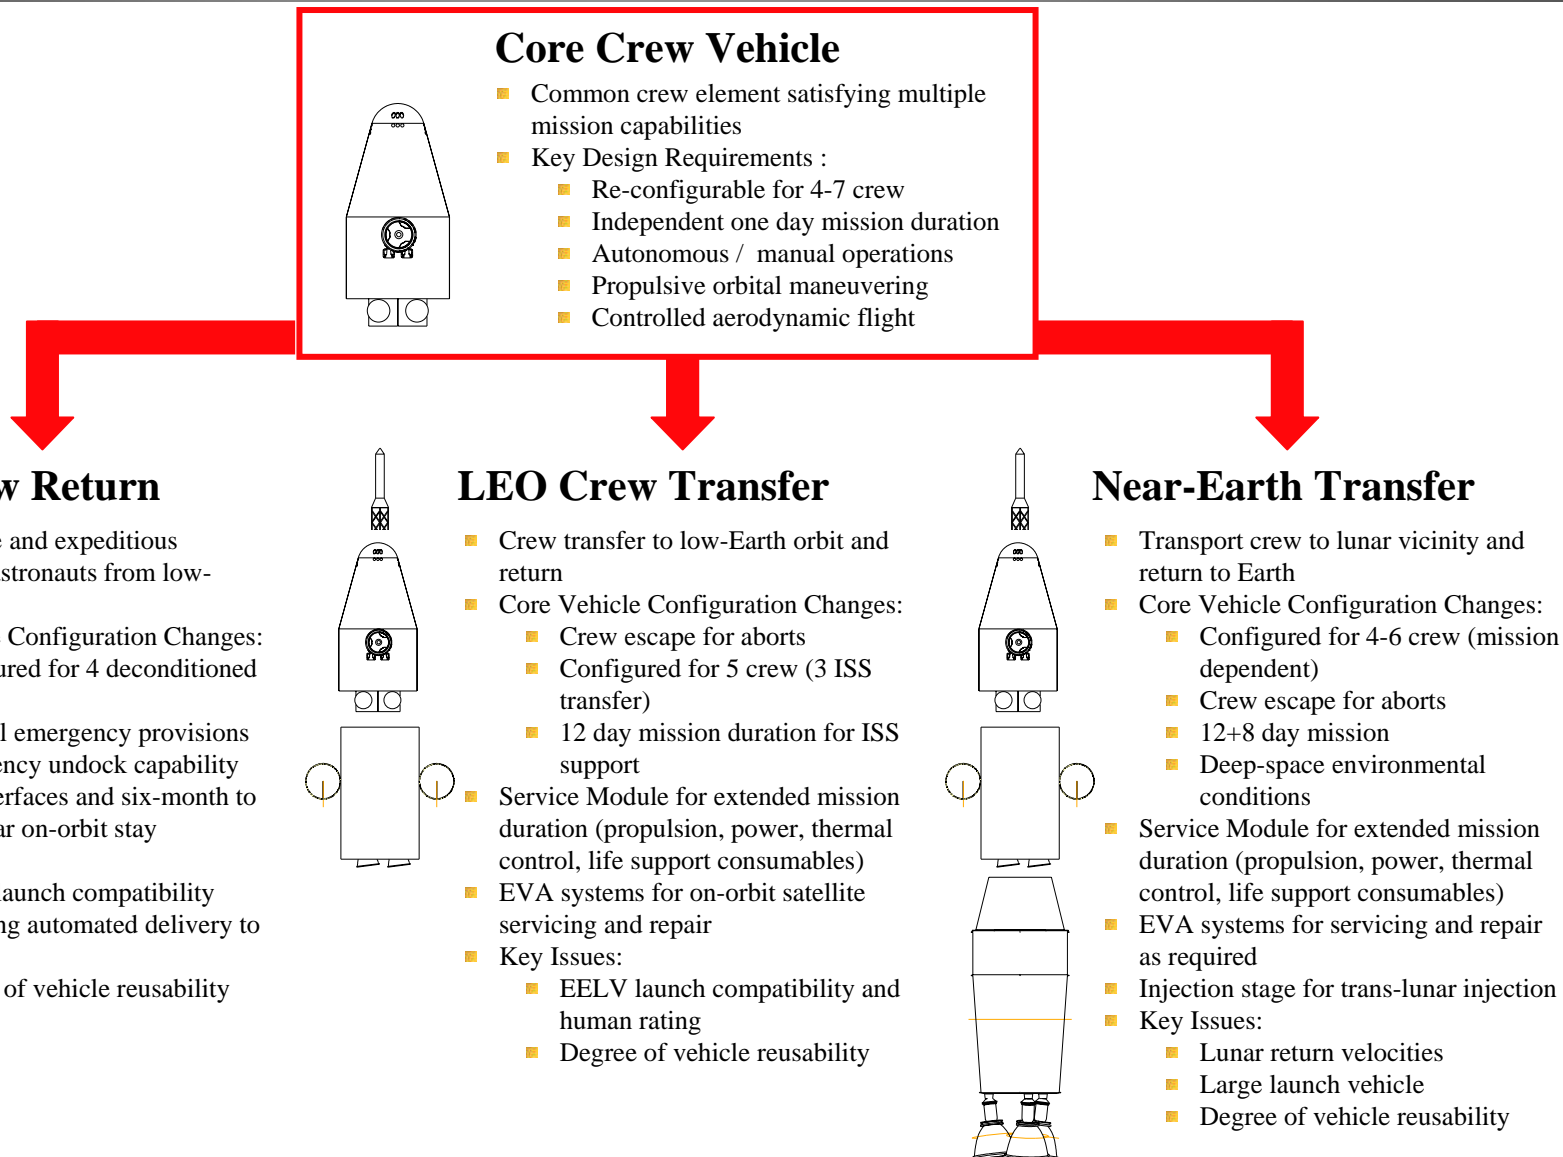 Core Crew Vehicle
Common crew element satisfying multiple
mission capabilities
Key Design Requirements :
Re-configurable for 4-7 crew
Independent one day mission duration
Autonomous / manual operations
Propulsive orbital maneuvering
Controlled aerodynamic flight
Return
and expeditious
astronauts from low-
Configuration Changes:
for 4 deconditioned
emergency provisions
undock capability
and six-month to
on-orbit stay
launch compatibility
automated delivery to
of vehicle reusability
LEO Crew Transfer
Crew transfer to low-Earth orbit and
return
Core Vehicle Configuration Changes:
Crew escape for aborts
Configured for 5 crew (3 ISS
transfer)
12 day mission duration for ISS
support
Service Module for extended mission
duration (propulsion, power, thermal
control, life support consumables)
EVA systems for on-orbit satellite
servicing and repair
Key Issues:
EELV launch compatibility and
human rating
Degree of vehicle reusability
Near-Earth Transfer
Transport crew to lunar vicinity and
return to Earth
Core Vehicle Configuration Changes:
Configured for 4-6 crew (mission
dependent)
Crew escape for aborts
12+8 day mission
Deep-space environmental
conditions
Service Module for extended mission
duration (propulsion, power, thermal
control, life support consumables)
EVA systems for servicing and repair
as required
Injection stage for trans-lunar injection
Key Issues:
Lunar return velocities
Large launch vehicle
Degree of vehicle reusability